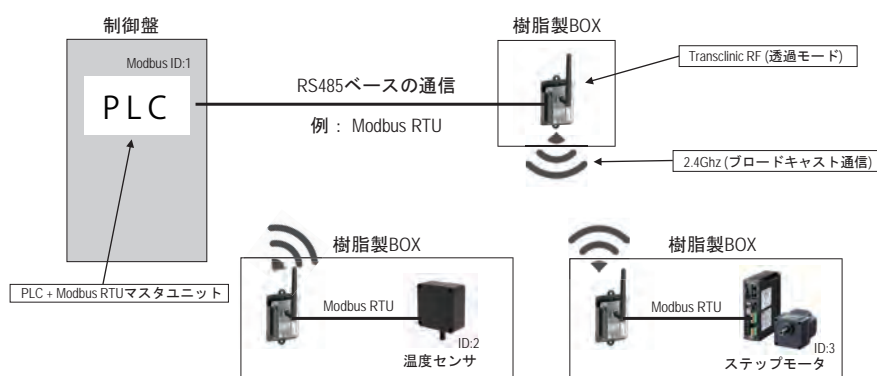 制御盤
Modbus ID:1
PLC
RS485ベースの通信
例： Modbus RTU
樹脂製BOX
Transclinic RF (透過モード)
2.4Ghz (ブロードキャスト通信)
PLC + Modbus RTUマスタユニット
樹脂製BOX
Modbus RTU
ID:2
温度センサ
樹脂製BOX
Modbus RTU
ID:3
ステップモータ